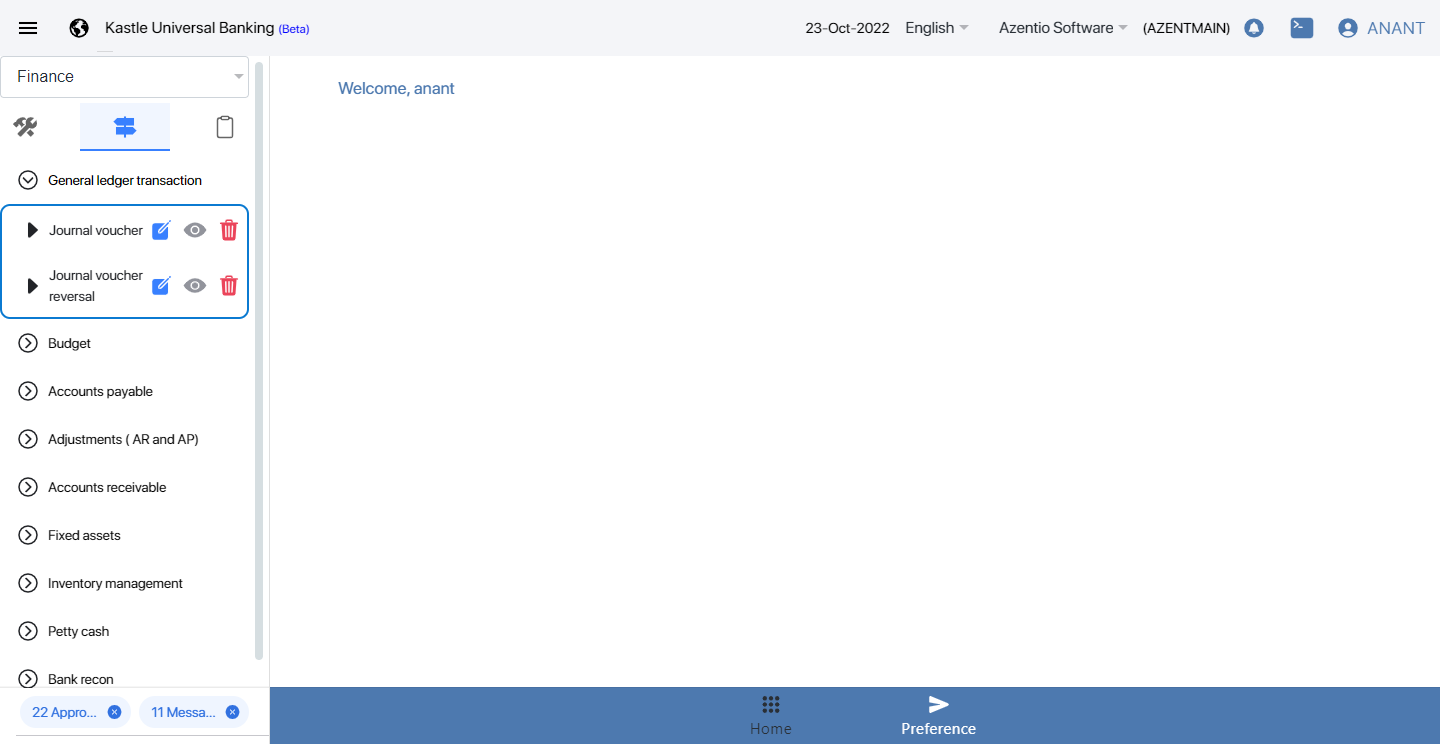 Kastle Universal Banking (Beta)
23-Oct-2022
English
Azentio Software
(AZENTMAIN)
ANANT
Finance
Welcome, anant
General ledger transaction
Journal voucher
Journal voucher
reversal
Budget
Accounts payable
Adjustments ( AR and AP)
Accounts receivable
Fixed assets
Inventory management
Petty cash
Bank recon
22 Appro...
11 Messa...
Home
Preference